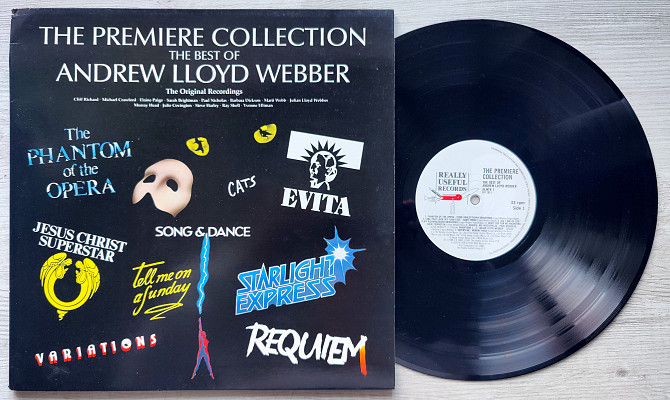 THE PREMIERE COLLECTION
THE BEST OF
ANDREW LLOYD WEBBER
The Original Recordings
Cliff Richard · Michael Crawford · Elaine Paige · Sarah Brightman · Paul Nicholas · Barbara Dickson · Marti Webb · Julian Lloyd Webber
Murray Head · Julie Covington · Steve Harley · Ray Shell · Yvonne Elliman
The
PHANTOM
of the
OPERA
CATS
EVITA
SONG & DANCE
JESUS CHRIST
SUPERSTAR
Tell me on
a Sunday
STARLIGHT
EXPRESS
VARIATIONS
REQUIEM
REALLY
USEFUL
RECORDS
THE PREMIERE
COLLECTION
THE BEST OF
ANDREW LLOYD WEBBER
Side 1